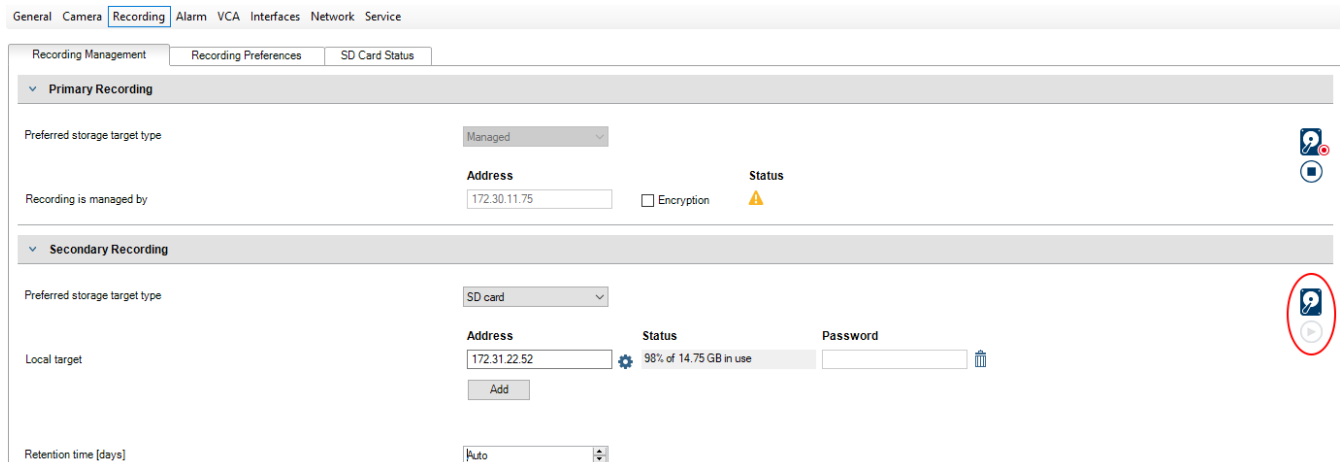 General Camera Recording Alarm VCA Interfaces Network Service
Recording Management Recording Preferences SD Card Status
Primary Recording
Preferred storage target type Managed
Address Status
Recording is managed by 172.30.11.75 Encryption
Secondary Recording
Preferred storage target type SD card
Address Status Password
Local target 172.31.22.52 98% of 14.75 GB in use
Add
Retention time [days] Auto